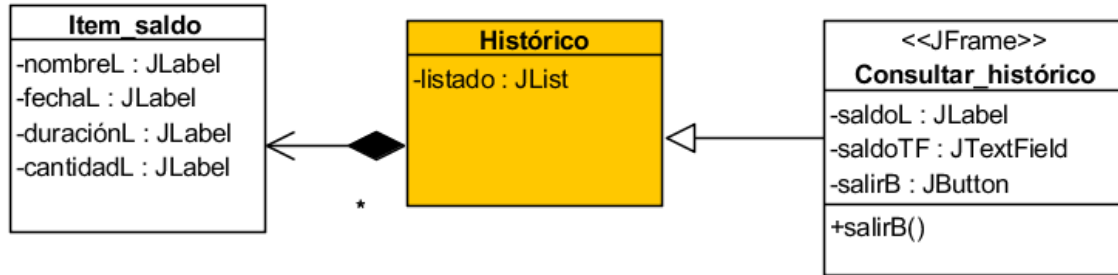 Item_saldo
-nombreL : JLabel
-fechaL : JLabel
-duraciónL : JLabel
-cantidadL : JLabel
*
Histórico
-listado : JList
<<JFrame>>
Consultar_histórico
-saldoL : JLabel
-saldoTF : JTextField
-salirB : JButton
+salirB()